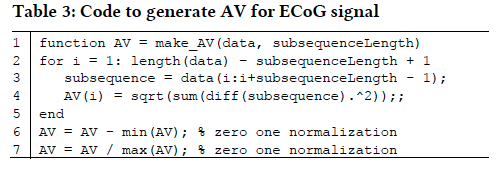 Table 3: Code to generate AV for ECoG signal
1 function AV = make_AV(data, subsequenceLength)
2 for i = 1: length(data) - subsequenceLength + 1
3 subsequence = data(i:i+subsequenceLength - 1);
4 AV(i) = sqrt(sum(diff(subsequence).^2));;
5 end
6 AV = AV - min(AV); % zero one normalization
7 AV = AV / max(AV); % zero one normalization